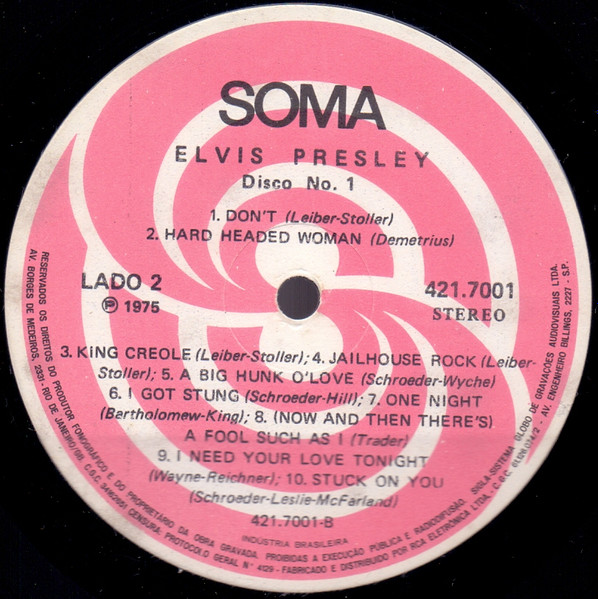 SOMA
ELVIS PRESLEY
Disco No. 1
1. DON'T (Leiber-Stoller)
2. HARD HEADED WOMAN (Demetrius)
LADO 2
℗ 1975
421.7001
STEREO
3. KING CREOLE (Leiber-Stoller); 4. JAILHOUSE ROCK (Leiber-
Stoller); 5. A BIG HUNK O'LOVE (Schroeder-Wyche)
6. I GOT STUNG (Schroeder-Hill); 7. ONE NIGHT
(Bartholomew-King); 8. (NOW AND THEN THERE'S)
A FOOL SUCH AS I (Trader)
9. I NEED YOUR LOVE TONIGHT
(Wayne-Reichner); 10. STUCK ON YOU
(Schroeder-Leslie-McFarland)
421.7001-B
INDÚSTRIA BRASILEIRA
RESERVADOS OS DIREITOS DO PRODUTOR FONOGRÁFICO E DO PROPRIETÁRIO DA OBRA GRAVADA. PROIBIDAS A EXECUÇÃO PÚBLICA E RADIODIFUSÃO. SIGLA-SISTEMA GLOBO DE GRAVAÇÕES AUDIOVISUAIS LTDA.
AV. BORGES DE MEDEIROS, 2531-RIO DE JANEIRO/GB. C.G.C. CENSURA: PROTOCOLO GERAL Nº 4129 - FABRICADO E DISTRIBUIDO POR RCA ELETRÔNICA LTDA. - C.G.C. - AV. ENGENHEIRO BILLINGS, 2227 - S.P.